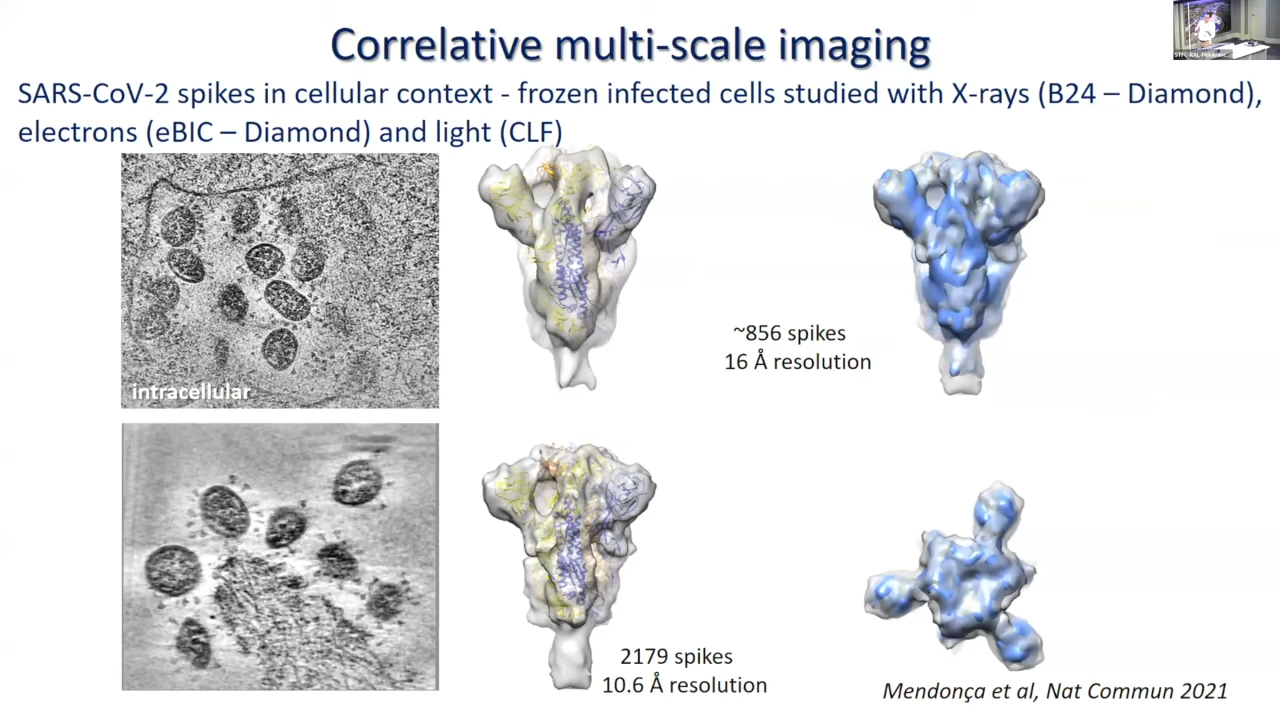 Correlative multi-scale imaging
SARS-CoV-2 spikes in cellular context - frozen infected cells studied with X-rays (B24 – Diamond),
electrons (eBIC – Diamond) and light (CLF)
intracellular
~856 spikes
16 Å resolution
2179 spikes
10.6 Å resolution
Mendonça et al, Nat Commun 2021